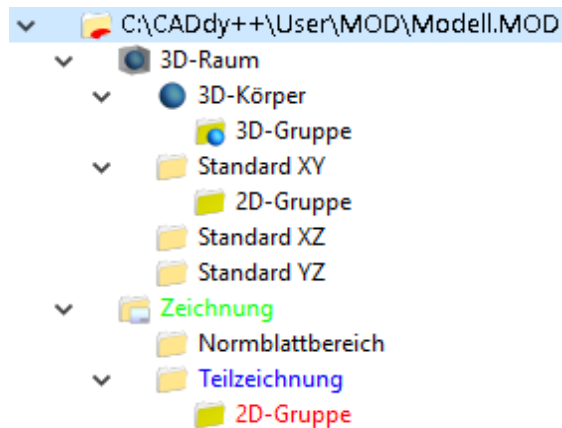 C:\CADdy++\User\MOD\Modell.MOD
3D-Raum
3D-Körper
3D-Gruppe
Standard XY
2D-Gruppe
Standard XZ
Standard YZ
Zeichnung
Normblattbereich
Teilzeichnung
2D-Gruppe